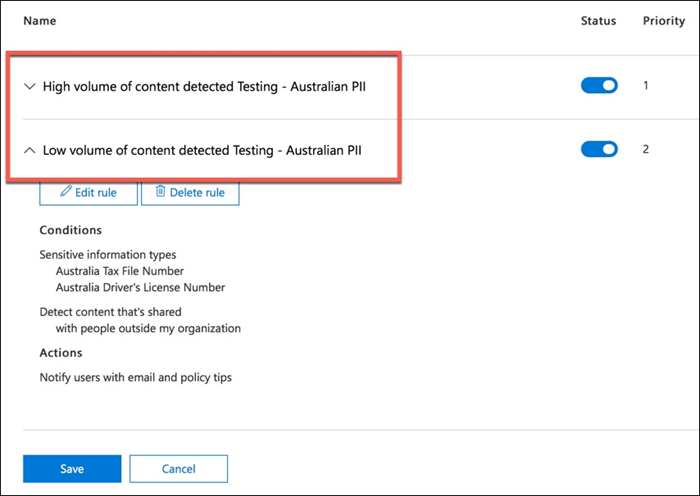 Name Status Priority
High volume of content detected Testing - Australian PII 1
Low volume of content detected Testing - Australian PII 2
Edit rule Delete rule
Conditions
Sensitive information types
Australia Tax File Number
Australia Driver's License Number
Detect content that's shared
with people outside my organization
Actions
Notify users with email and policy tips
Save Cancel